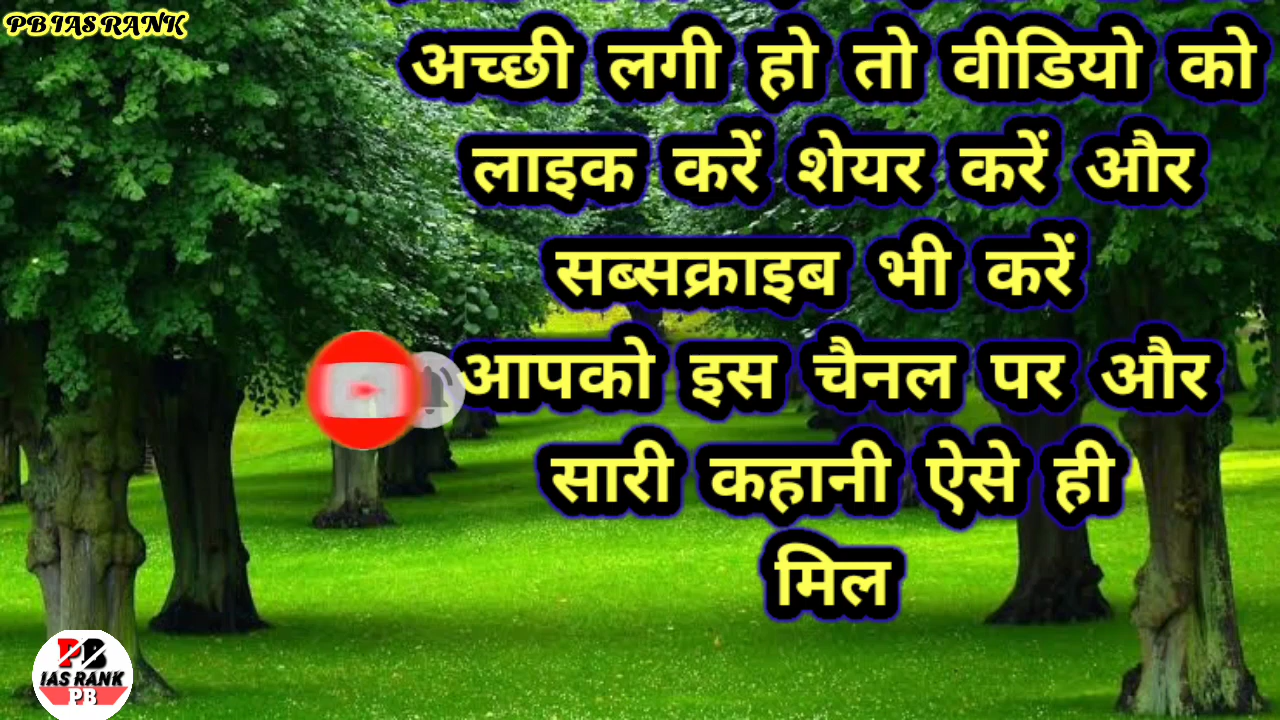 PB IAS RANK
अच्छी लगी हो तो वीडियो को
लाइक करें शेयर करें और
सब्सक्राइब भी करें
आपको इस चैनल पर और
सारी कहानी ऐसे ही
मिल
PB
IAS RANK
PB